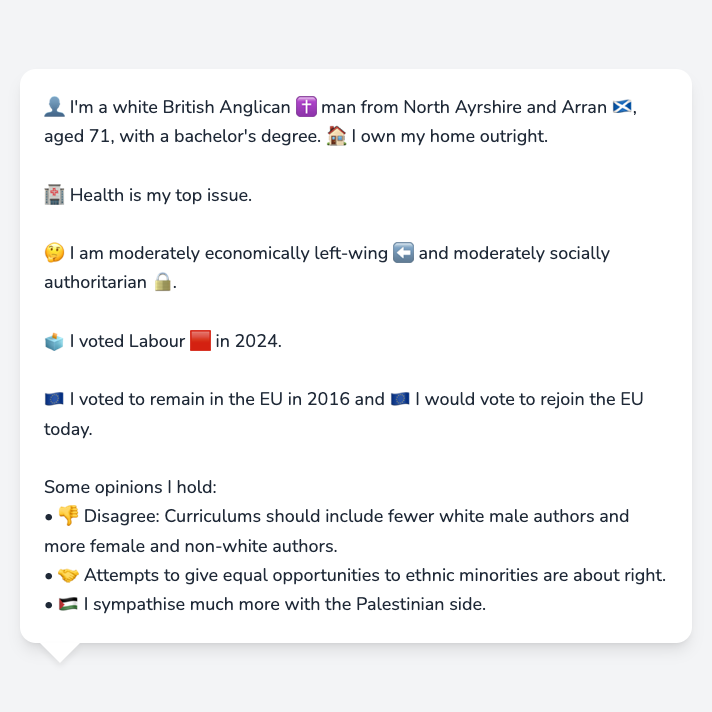 👤 I'm a white British Anglican ✝️ man from North Ayrshire and Arran 🏴󠁧󠁢󠁳󠁣󠁴󠁿,
aged 71, with a bachelor's degree. 🏠 I own my home outright.
🏥 Health is my top issue.
🤔 I am moderately economically left-wing ⬅️ and moderately socially
authoritarian 🔒.
🗳️ I voted Labour 🟥 in 2024.
🇪🇺 I voted to remain in the EU in 2016 and 🇪🇺 I would vote to rejoin the EU
today.
Some opinions I hold:
• 👎 Disagree: Curriculums should include fewer white male authors and
more female and non-white authors.
• 🤝 Attempts to give equal opportunities to ethnic minorities are about right.
• 🇵🇸 I sympathise much more with the Palestinian side.